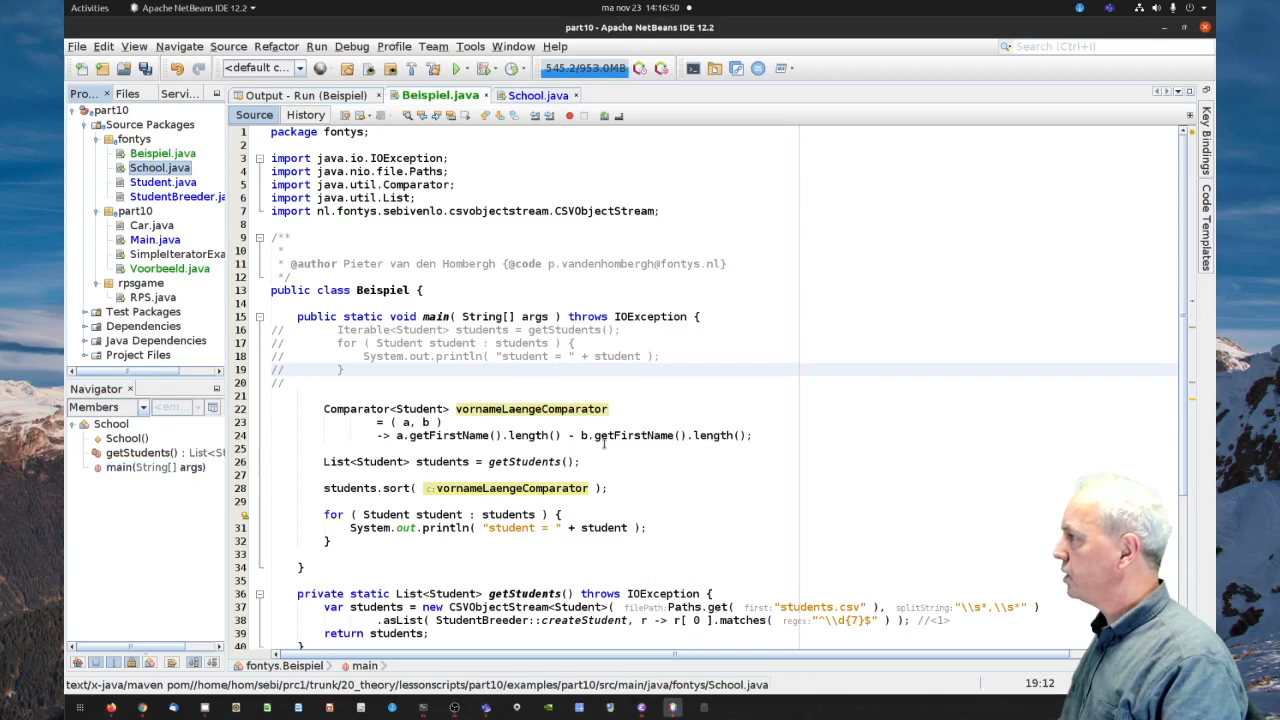 Activities
Apache NetBeans IDE 12.2
ma nov 23 14:16:50
part10 - Apache NetBeans IDE 12.2
File Edit View Navigate Source Refactor Run Debug Profile Team Tools Window Help
Search (Ctrl+I)
<default c...
545.2/953.0MB
Pro...
Files
Servi...
Output - Run (Beispiel)
Beispiel.java
School.java
Source
History
part10
Source Packages
fontys
Beispiel.java
School.java
Student.java
StudentBreeder.ja
part10
Car.java
Main.java
SimpleIteratorExa
Voorbeeld.java
rpsgame
RPS.java
Test Packages
Dependencies
Java Dependencies
Project Files
Navigator
Members
<em...
School
School()
getStudents() : List<St
main(String[] args)
1 package fontys;
2
3 import java.io.IOException;
4 import java.nio.file.Paths;
5 import java.util.Comparator;
6 import java.util.List;
7 import nl.fontys.sebivenlo.csvobjectstream.CSVObjectStream;
8
9 /**
10 *
11 * @author Pieter van den Hombergh {@code p.vandenhombergh@fontys.nl}
12 */
13 public class Beispiel {
14
15 public static void main( String[] args ) throws IOException {
16 // Iterable<Student> students = getStudents();
17 // for ( Student student : students ) {
18 // System.out.println( "student = " + student );
19 // }
20 //
21
22 Comparator<Student> vornameLaengeComparator
23 = ( a, b )
24 -> a.getFirstName().length() - b.getFirstName().length();
25
26 List<Student> students = getStudents();
27
28 students.sort( c:vornameLaengeComparator );
29
for ( Student student : students ) {
31 System.out.println( "student = " + student );
32 }
33
34 }
35
36 private static List<Student> getStudents() throws IOException {
37 var students = new CSVObjectStream<Student>( filePath:Paths.get( first:"students.csv" ), splitString:"\\s*,\\s*" )
38 .asList( StudentBreeder::createStudent, r -> r[ 0 ].matches( regex:"^\\d{7}$" ) ); //<1>
39 return students;
40 }
Key Bindings
Code Templates
fontys.Beispiel
main
text/x-java/maven pom//home/hom/sebi/prc1/trunk/20_theory/lessonscripts/part10/examples/part10/src/main/java/fontys/School.java
19:12